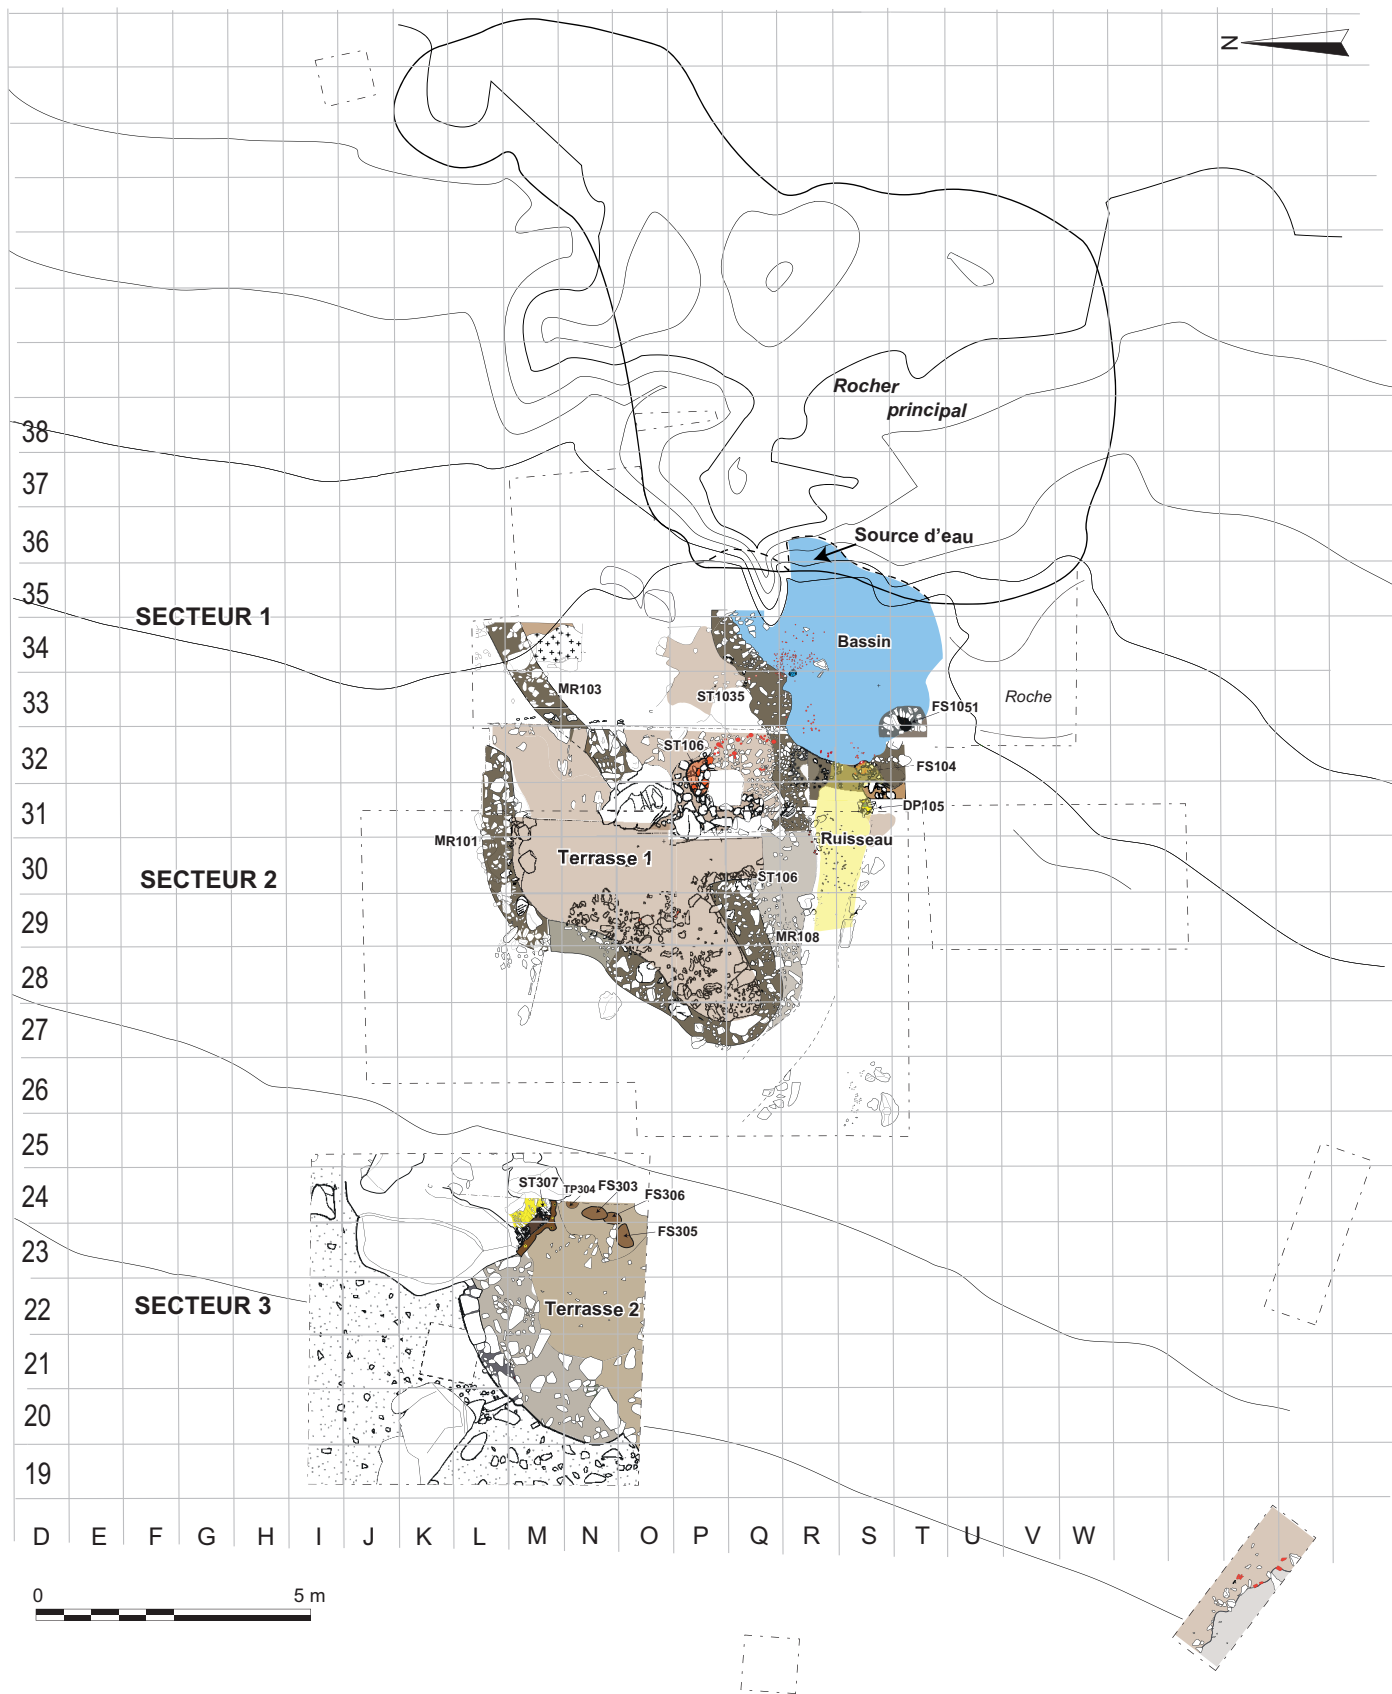 N
Rocher
principal
38
37
36
Source d'eau
35
SECTEUR 1
34
Bassin
MR103
ST1035
33
Roche
FS1051
ST106
32
FS104
DP105
31
MR101
Ruisseau
Terrasse 1
30
ST106
SECTEUR 2
29
MR108
28
27
26
25
24
ST307
TP304
FS303
FS306
FS305
23
SECTEUR 3
22
Terrasse 2
21
20
19
D E F G H I J K L M N O P Q R S T U V W
0 5 m